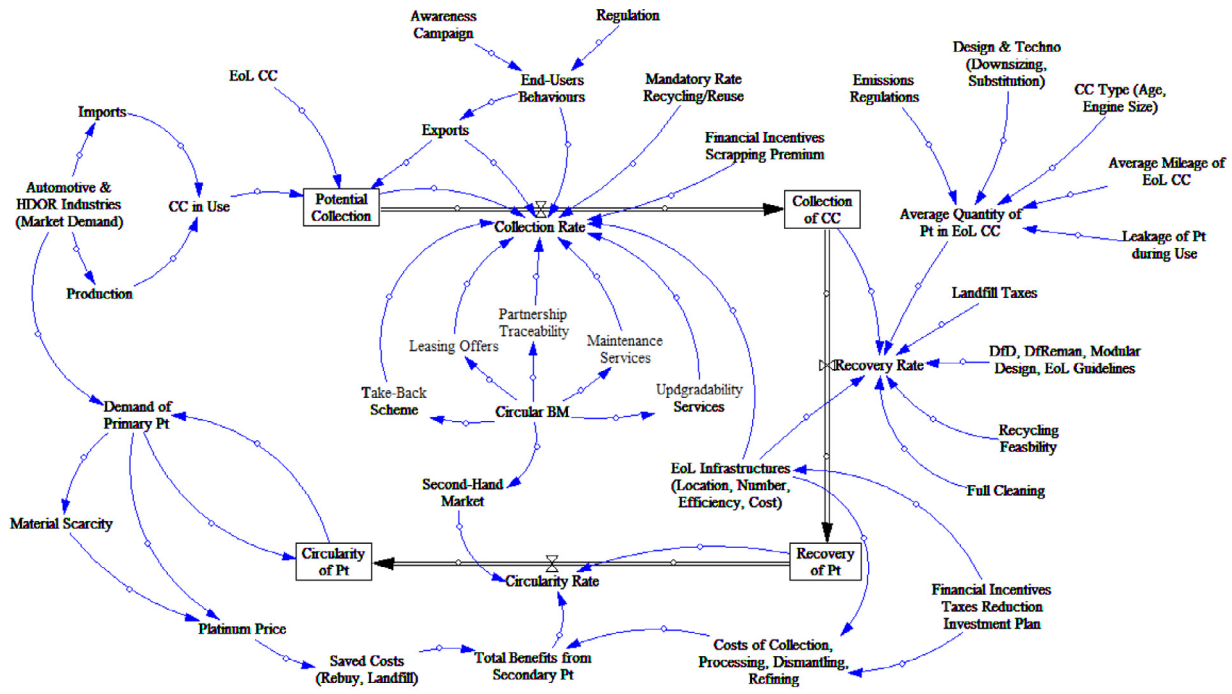 Awareness
Campaign
Regulation
EoL CC
End-Users
Behaviours
Mandatory Rate
Recycling/Reuse
Emissions
Regulations
Design & Techno
(Downsizing,
Substitution)
CC Type (Age,
Engine Size)
Imports
Exports
Financial Incentives
Scrapping Premium
Average Mileage of
EoL CC
Automotive &
HDOR Industries
(Market Demand)
CC in Use
Potential
Collection
Collection Rate
Collection
of CC
Average Quantity of
Pt in EoL CC
Leakage of Pt
during Use
Production
Landfill Taxes
Partnership
Traceability
Leasing Offers
Maintenance
Services
Recovery Rate
DfD, DfReman, Modular
Design, EoL Guidelines
Take-Back
Scheme
Circular BM
Updgradability
Services
Demand of
Primary Pt
Recycling
Feasbility
EoL Infrastructures
(Location, Number,
Efficiency, Cost)
Second-Hand
Market
Full Cleaning
Material Scarcity
Circularity
of Pt
Circularity Rate
Recovery
of Pt
Financial Incentives
Taxes Reduction
Investment Plan
Platinum Price
Saved Costs
(Rebuy, Landfill)
Total Benefits from
Secondary Pt
Costs of Collection,
Processing, Dismantling,
Refining